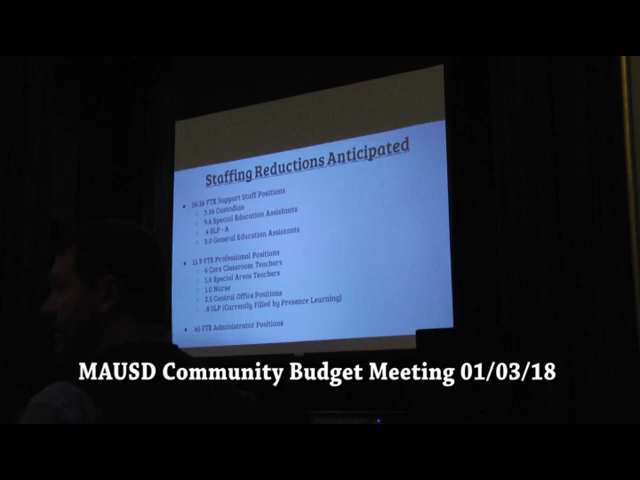 Staffing Reductions Anticipated
FTE Support Staff Positions
3.36 Custodian
9.6 Special Education Assistants
.4 SLP - A
3.0 General Education Assistants
11.9 FTE Professional Positions
6 Core Classroom Teachers
1.6 Special Areas Teachers
1.0 Nurse
2.5 Central Office Positions
.8 SLP (Currently Filled by Presence Learning)
FTE Administrator Positions
MAUSD Community Budget Meeting 01/03/18